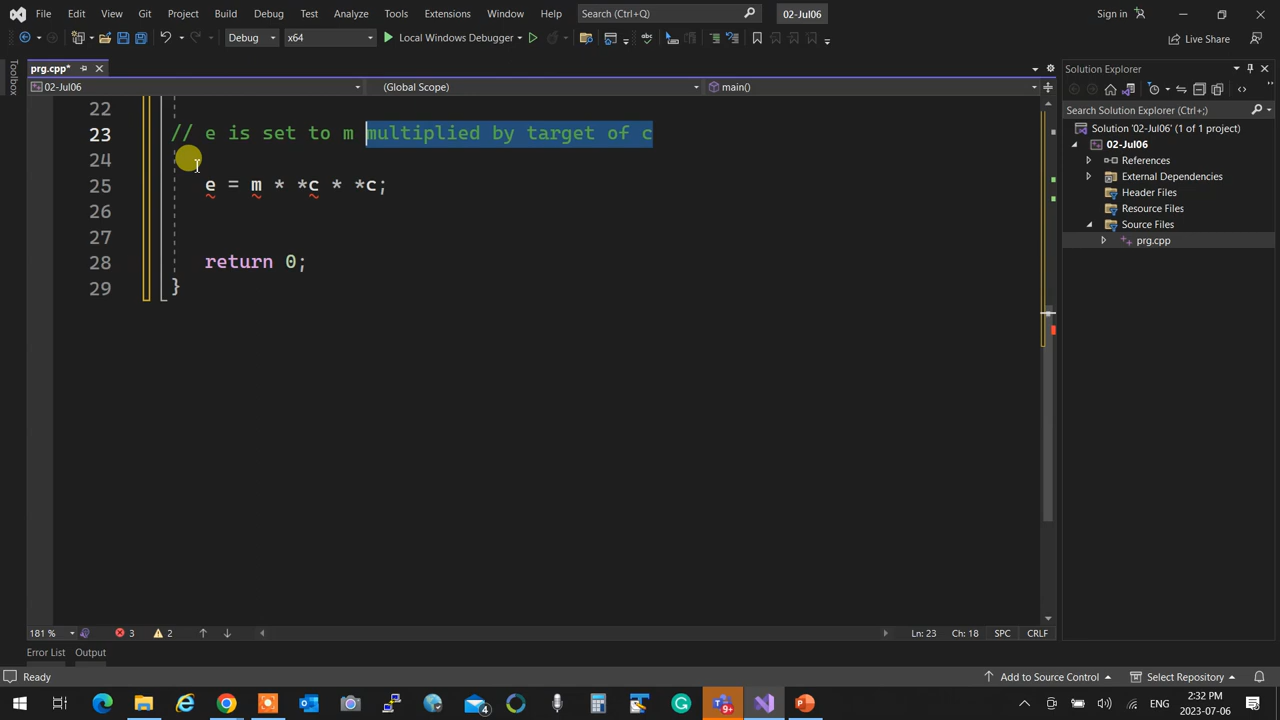 File Edit View Git Project Build Debug Test Analyze Tools Extensions Window Help Search (Ctrl+Q) 02-Jul06 Sign in
Debug x64 Local Windows Debugger Live Share
Toolbox
prg.cpp*
02-Jul06 (Global Scope) main()
22
23 // e is set to m multiplied by target of c
24
25 e = m * *c * *c;
26
27
28 return 0;
29 }
Solution Explorer
Search Solution Explorer (Ctrl+;)
Solution '02-Jul06' (1 of 1 project)
02-Jul06
References
External Dependencies
Header Files
Resource Files
Source Files
prg.cpp
181 % 3 2 Ln: 23 Ch: 18 SPC CRLF
Error List Output
Ready Add to Source Control Select Repository
4 9+ 2:32 PM
2023-07-06